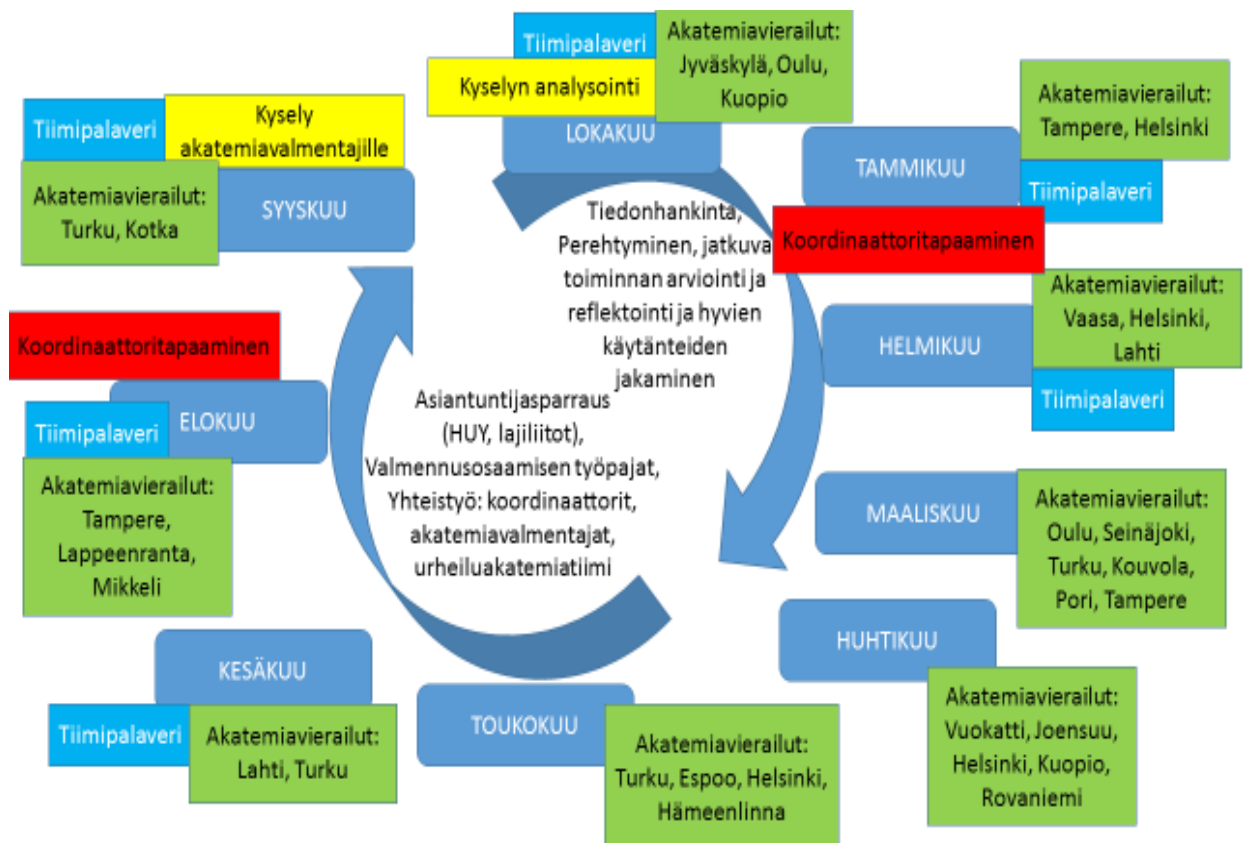 Tiimipalaveri
Kyselyn analysointi
Akatemiavierailut:
Jyväskylä, Oulu,
Kuopio
LOKAKUU
Akatemiavierailut:
Tampere, Helsinki
TAMMIKUU
Tiimipalaveri
Koordinaattoritapaaminen
Akatemiavierailut:
Vaasa, Helsinki,
Lahti
HELMIKUU
Tiimipalaveri
MAALISKUU
Akatemiavierailut:
Oulu, Seinäjoki,
Turku, Kouvola,
Pori, Tampere
HUHTIKUU
Akatemiavierailut:
Vuokatti, Joensuu,
Helsinki, Kuopio,
Rovaniemi
TOUKOKUU
Akatemiavierailut:
Turku, Espoo, Helsinki,
Hämeenlinna
KESÄKUU
Tiimipalaveri
Akatemiavierailut:
Lahti, Turku
Koordinaattoritapaaminen
ELOKUU
Tiimipalaveri
Akatemiavierailut:
Tampere,
Lappeenranta,
Mikkeli
Tiimipalaveri
Kysely
akatemiavalmentajille
SYYSKUU
Akatemiavierailut:
Turku, Kotka
Tiedonhankinta,
Perehtyminen, jatkuva
toiminnan arviointi ja
reflektointi ja hyvien
käytänteiden
jakaminen
Asiantuntijasparraus
(HUY, lajiliitot),
Valmennusosaamisen työpajat,
Yhteistyö: koordinaattorit,
akatemiavalmentajat,
urheiluakatemiatiimi